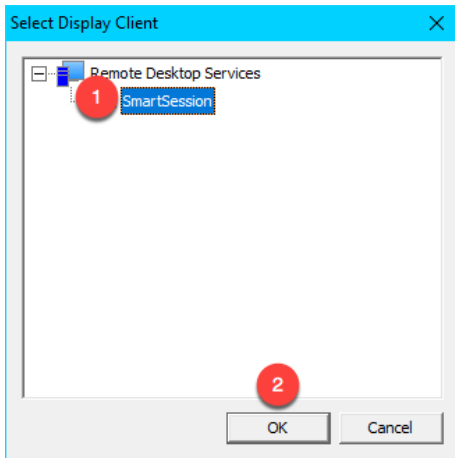 Select Display Client
Remote Desktop Services
1
SmartSession
2
OK
Cancel